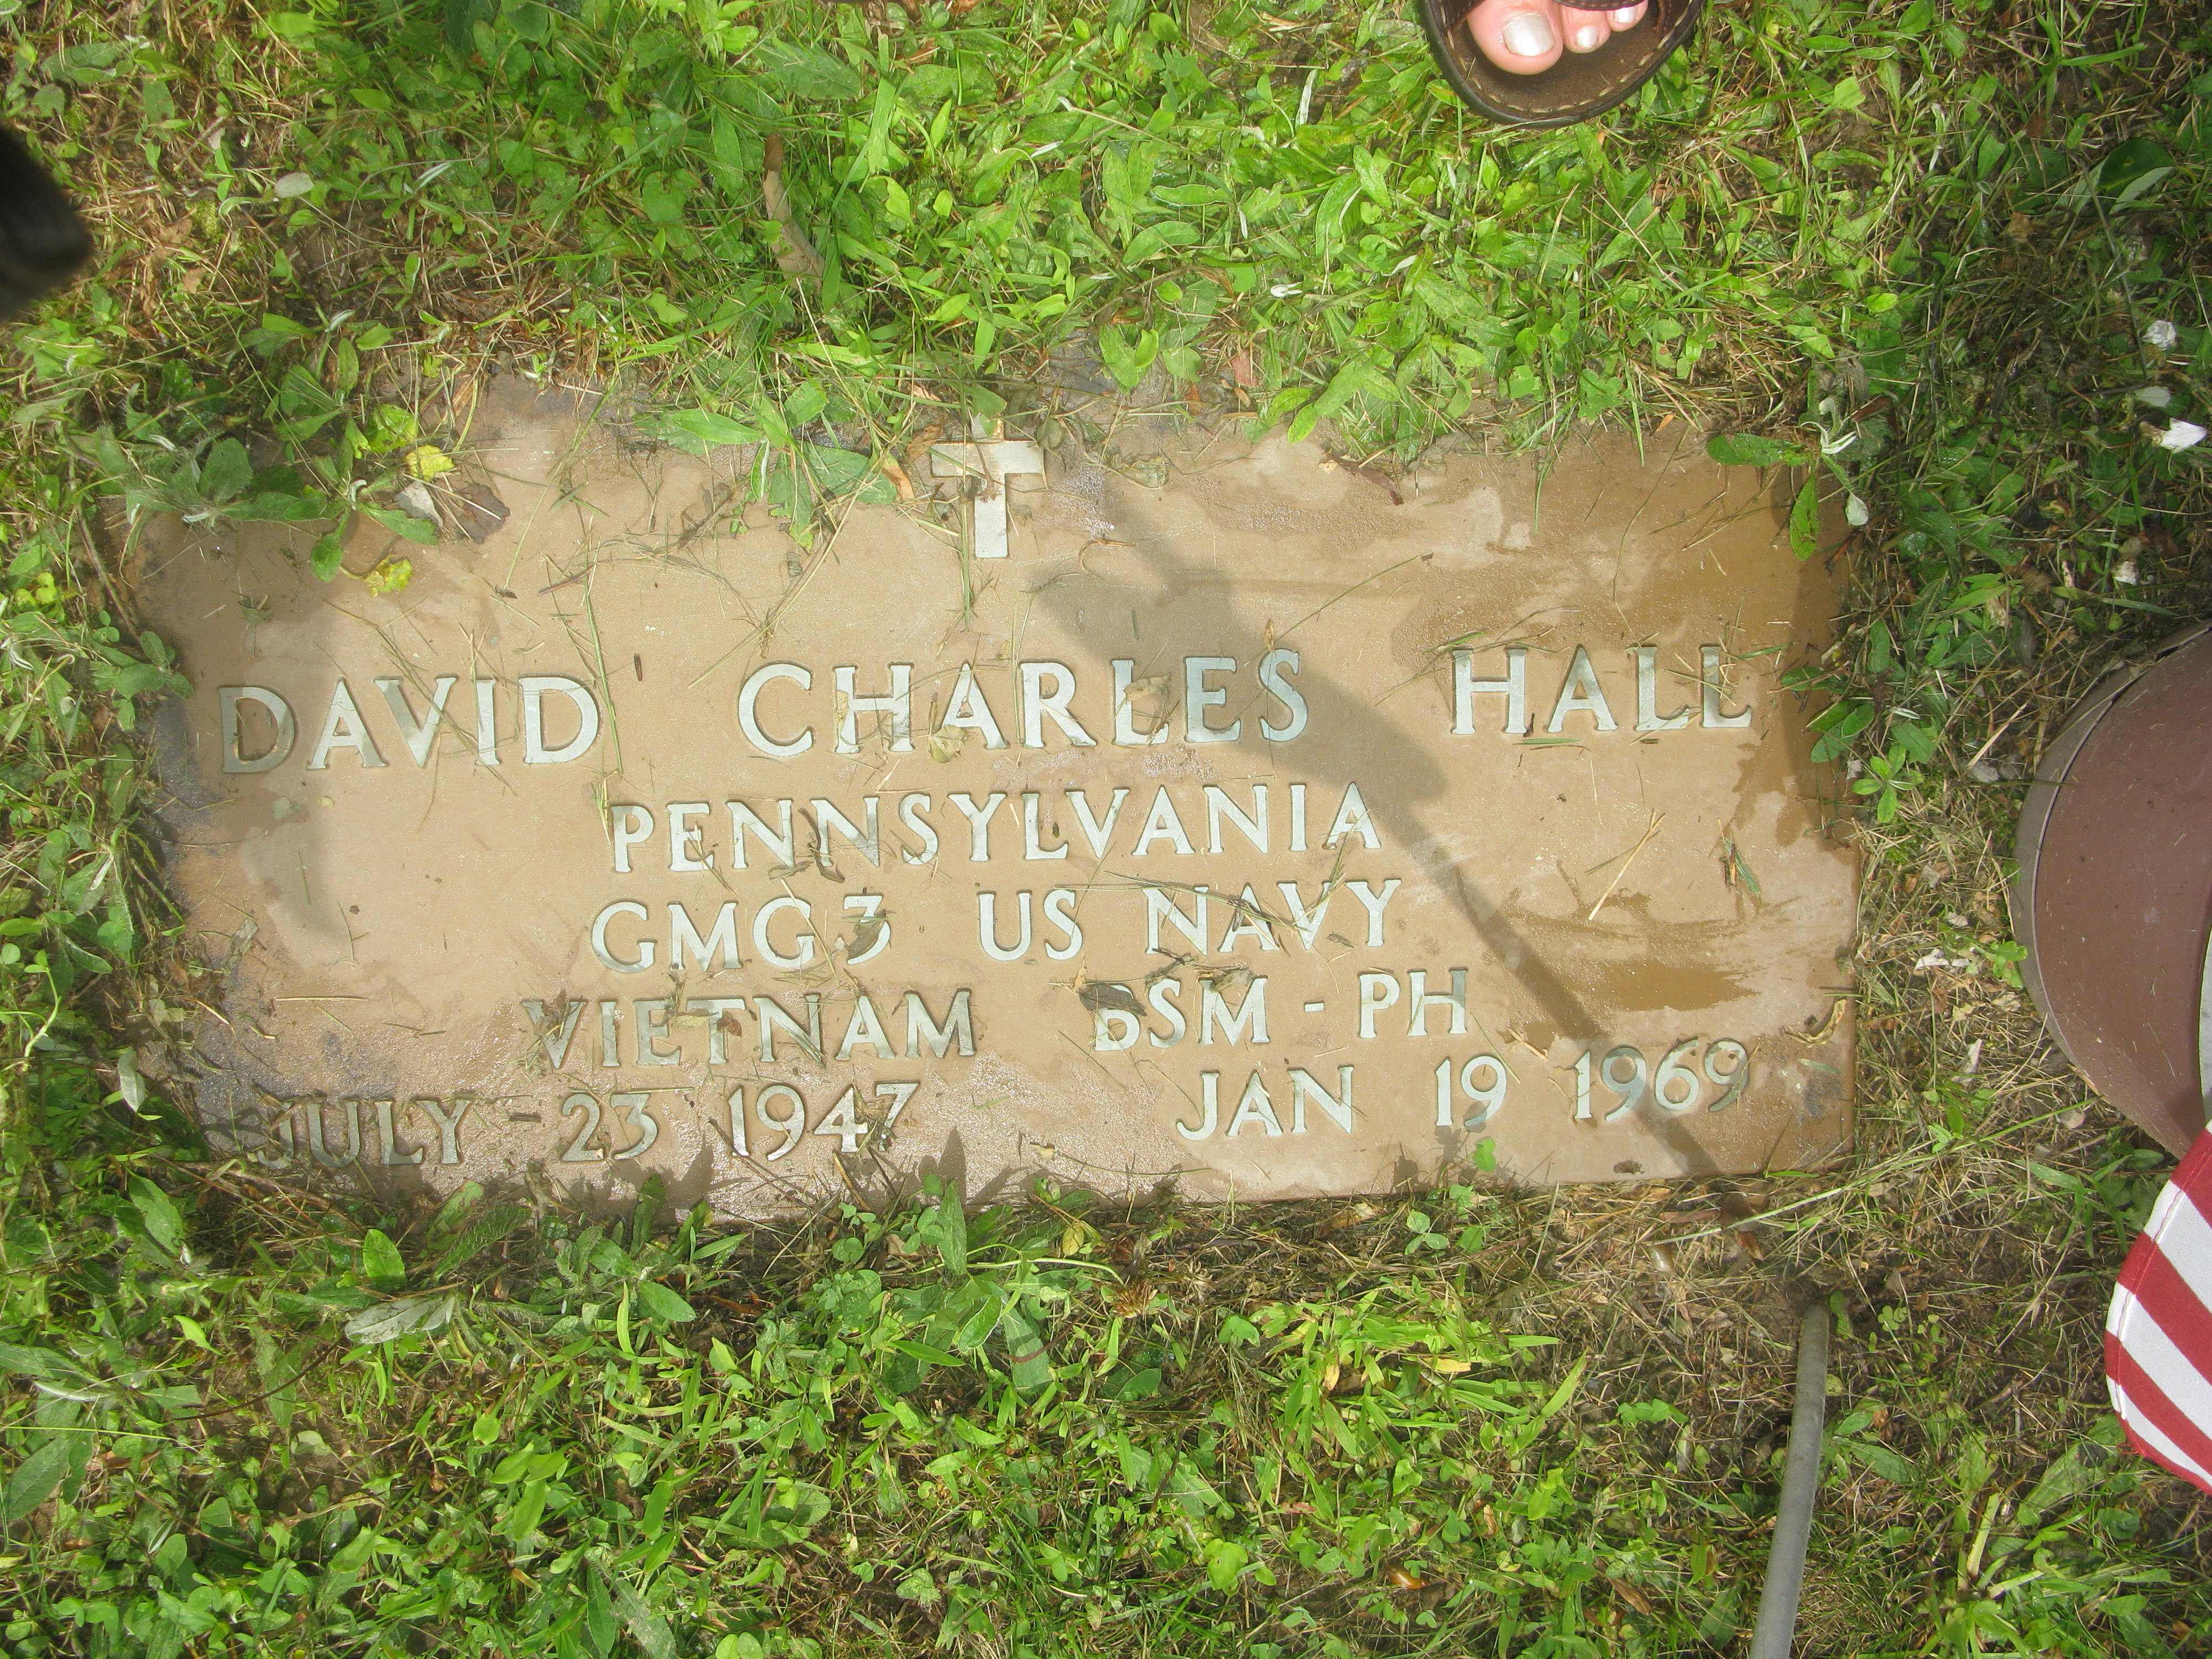 DAVID CHARLES HALL
PENNSYLVANIA
GMG3 US NAVY
VIETNAM BSM - PH
JULY 23 1947 JAN 19 1969